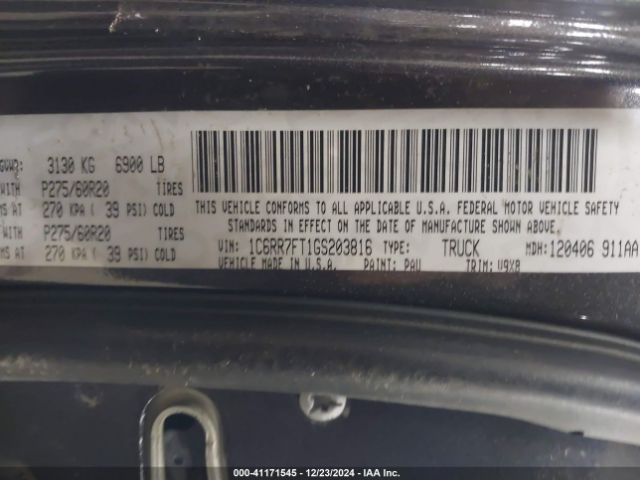 GVWR: 3130 KG 6900 LB
WITH P275/60R20 TIRES
MS AT 270 KPA ( 39 PSI) COLD
WITH P275/60R20 TIRES
MS AT 270 KPA ( 39 PSI) COLD
THIS VEHICLE CONFORMS TO ALL APPLICABLE U.S.A. FEDERAL MOTOR VEHICLE SAFETY
STANDARDS IN EFFECT ON THE DATE OF MANUFACTURE SHOWN ABOVE.
VIN: 1C6RR7FT1GS203816 TYPE: TRUCK MDH: 120406 911AA
VEHICLE MADE IN U.S.A. PAINT: PAU TRIM: V9X8
000-41171545 - 12/23/2024 - IAA Inc.